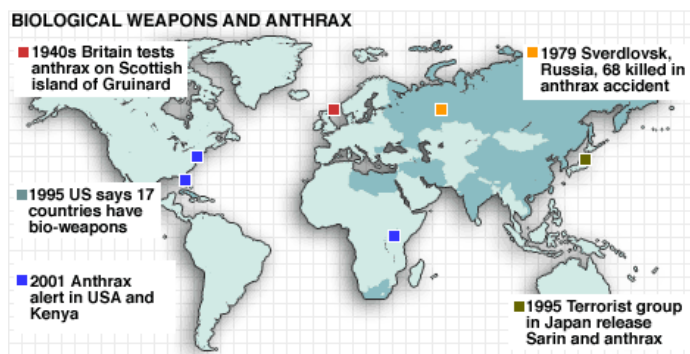 BIOLOGICAL WEAPONS AND ANTHRAX
1940s Britain tests
anthrax on Scottish
island of Gruinard
1979 Sverdlovsk,
Russia, 68 killed in
anthrax accident
1995 US says 17
countries have
bio-weapons
2001 Anthrax
alert in USA and
Kenya
1995 Terrorist group
in Japan release
Sarin and anthrax